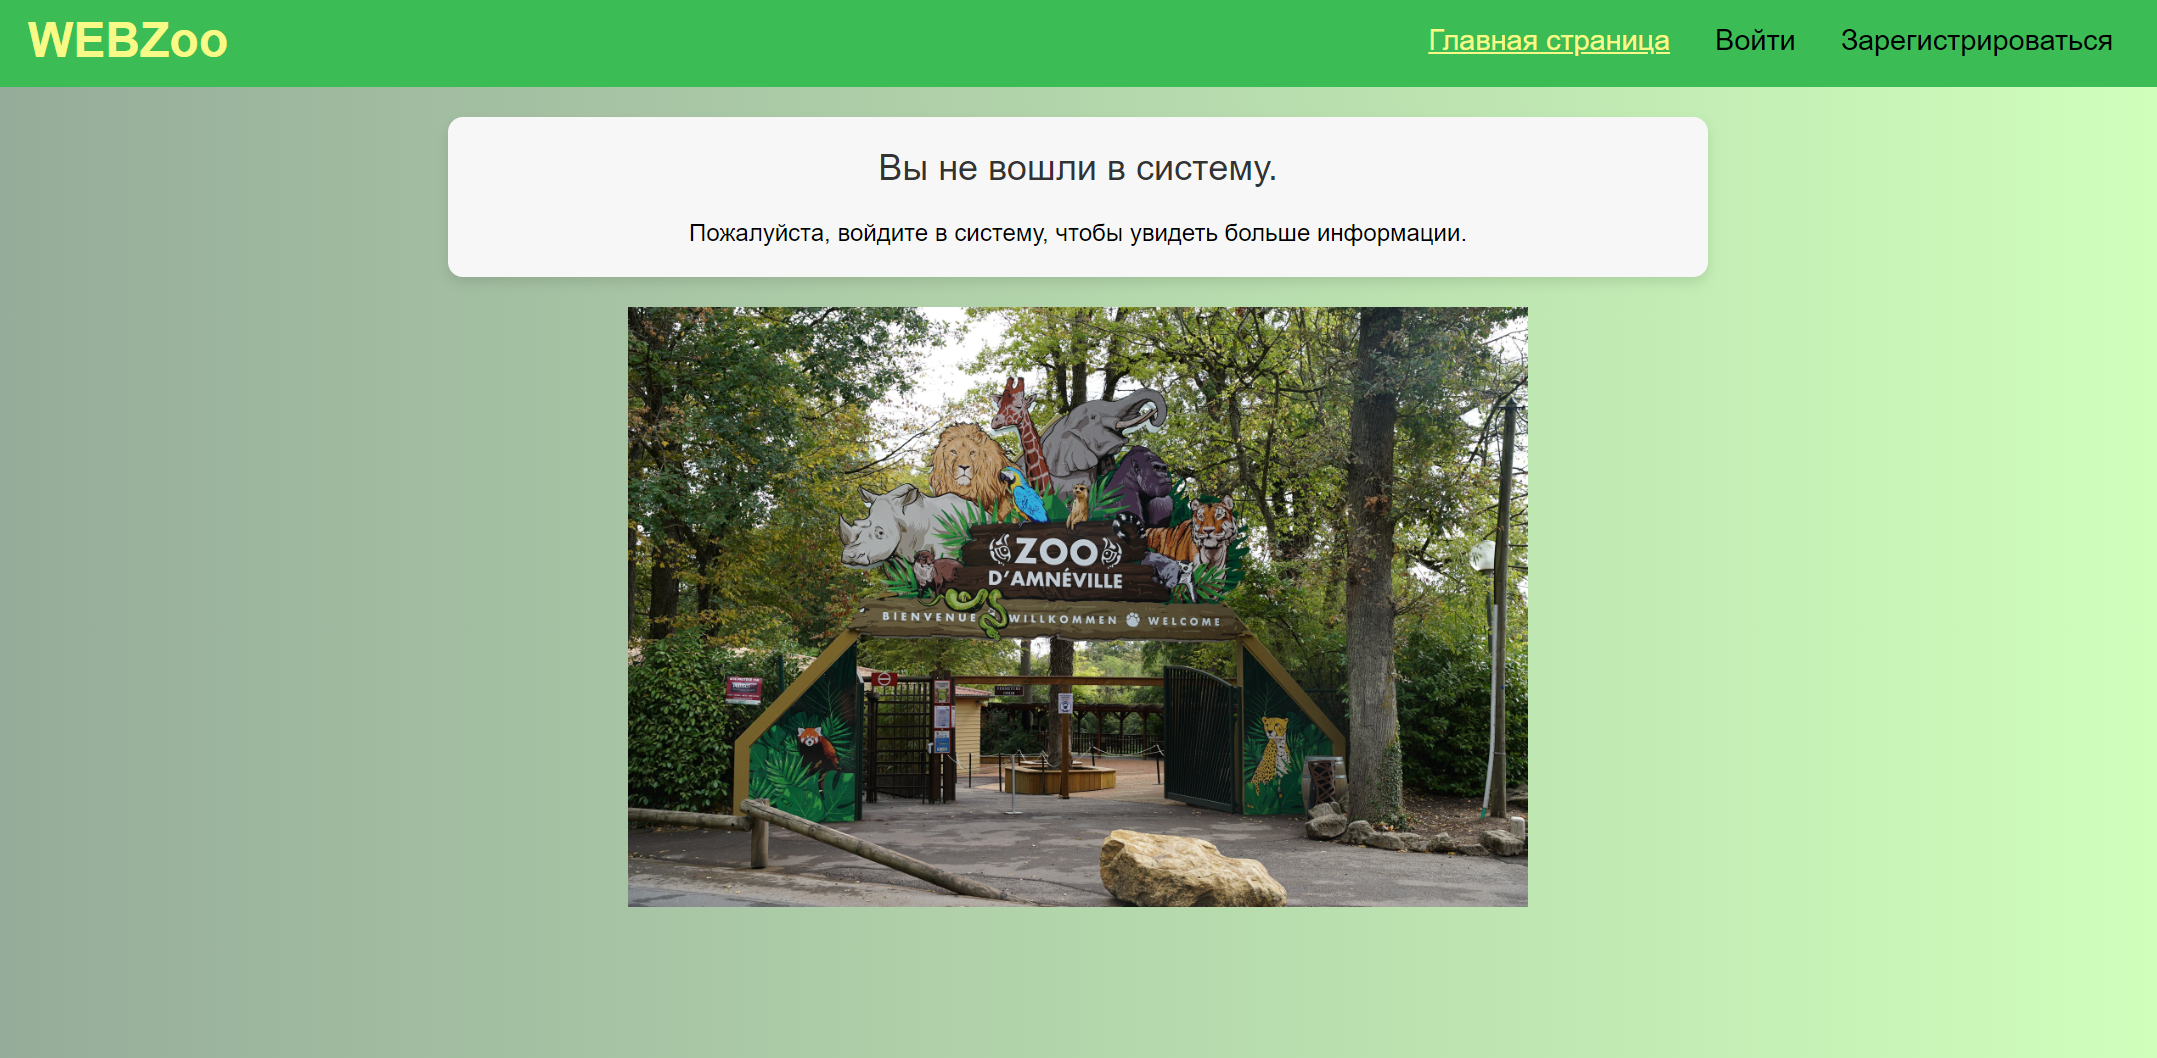 WEBZoo
Главная страница
Войти
Зарегистрироваться
Вы не вошли в систему.
Пожалуйста, войдите в систему, чтобы увидеть больше информации.
ZOO
D'AMNÉVILLE
BIENVENUE WILLKOMMEN WELCOME